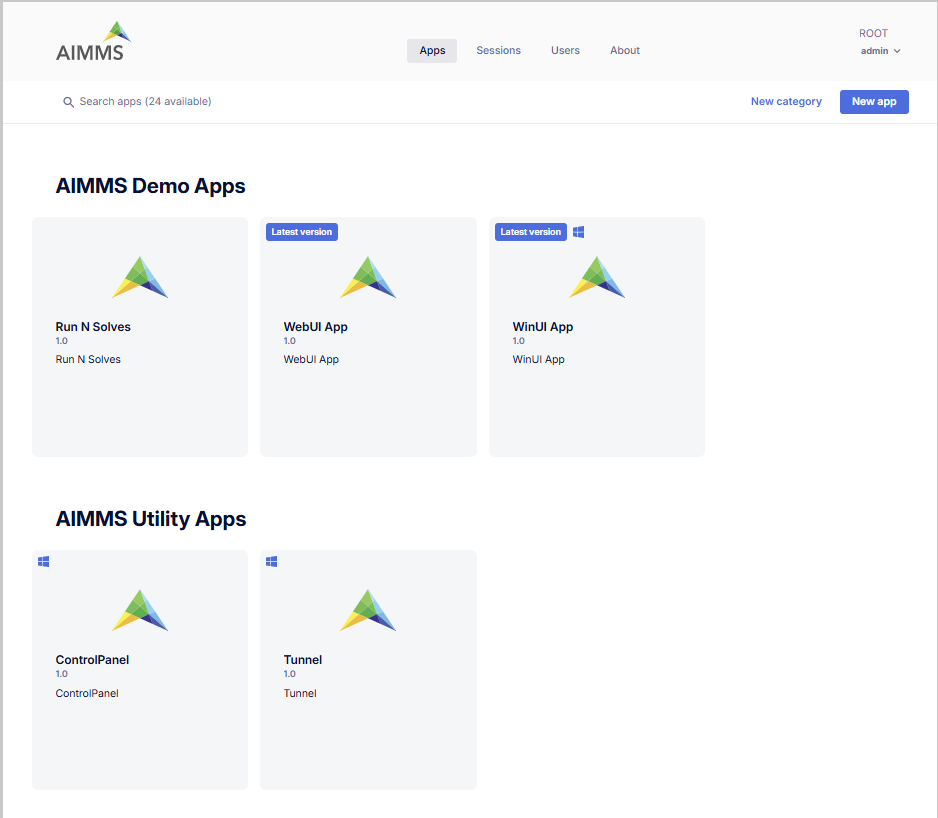 AIMMS
Apps
Sessions
Users
About
ROOT
admin
Search apps (24 available)
New category
New app
AIMMS Demo Apps
Run N Solves
1.0
Run N Solves
Latest version
WebUI App
1.0
WebUI App
Latest version
WinUI App
1.0
WinUI App
AIMMS Utility Apps
ControlPanel
1.0
ControlPanel
Tunnel
1.0
Tunnel